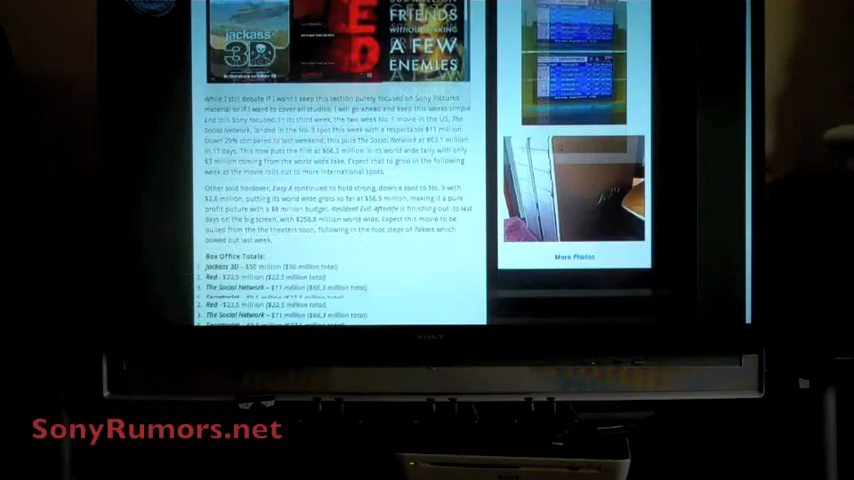 jackass
3D
RED
FRIENDS
WITHOUT MAKING
A FEW
ENEMIES
While I still debate if I want to keep this section purely focused on Sony Pictures
material or if I want to cover all studios, I will go ahead and keep this weeks simple
and still Sony focused. In its third week, the two week No. 1 movie in the US, The
Social Network, landed in the No. 3 spot this week with a respectable $11 million.
Down 29% compared to last weekend, this puts The Social Network at $63.1 million
in 17 days. This now puts the film at $66.3 million in its world wide tally with only
$3 million coming from the world wide take. Expect that to grow in the following
week as the movie rolls out to more international spots.
Other said holdover, Easy A continued to hold strong, down a spot to No. 9 with
$2.6 million, putting its world wide gross so far at $56.9 million, making it a pure
profit picture with a $8 million budget. Resident Evil: Afterlife is finishing out its last
days on the big screen, with $258.8 million world wide. Expect this movie to be
pulled from the theaters soon, following in the foot steps of Takers which
bowed out last week.
Box Office Totals:
1. Jackass 3D – $50 million ($50 million total)
2. Red - $22.5 million ($22.5 million total)
3. The Social Network – $11 million ($66.3 million total)
2. Red - $22.5 million ($22.5 million total)
3. The Social Network – $11 million ($66.3 million total)
More Photos
SONY
SonyRumors.net